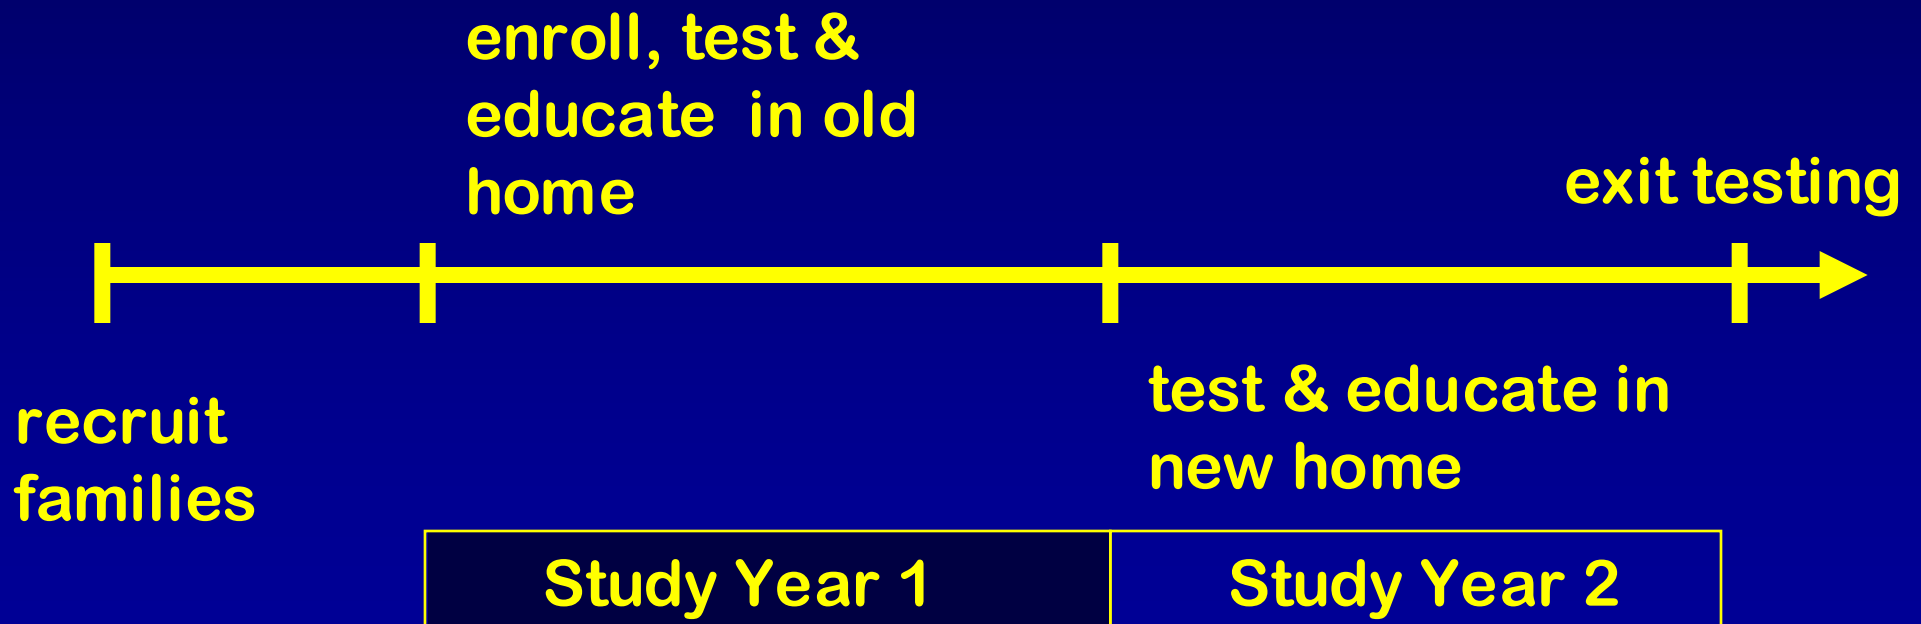 enroll, test &
educate  in old
home
exit testing
recruit
families
test & educate in
new home
Study Year 1
Study Year 2